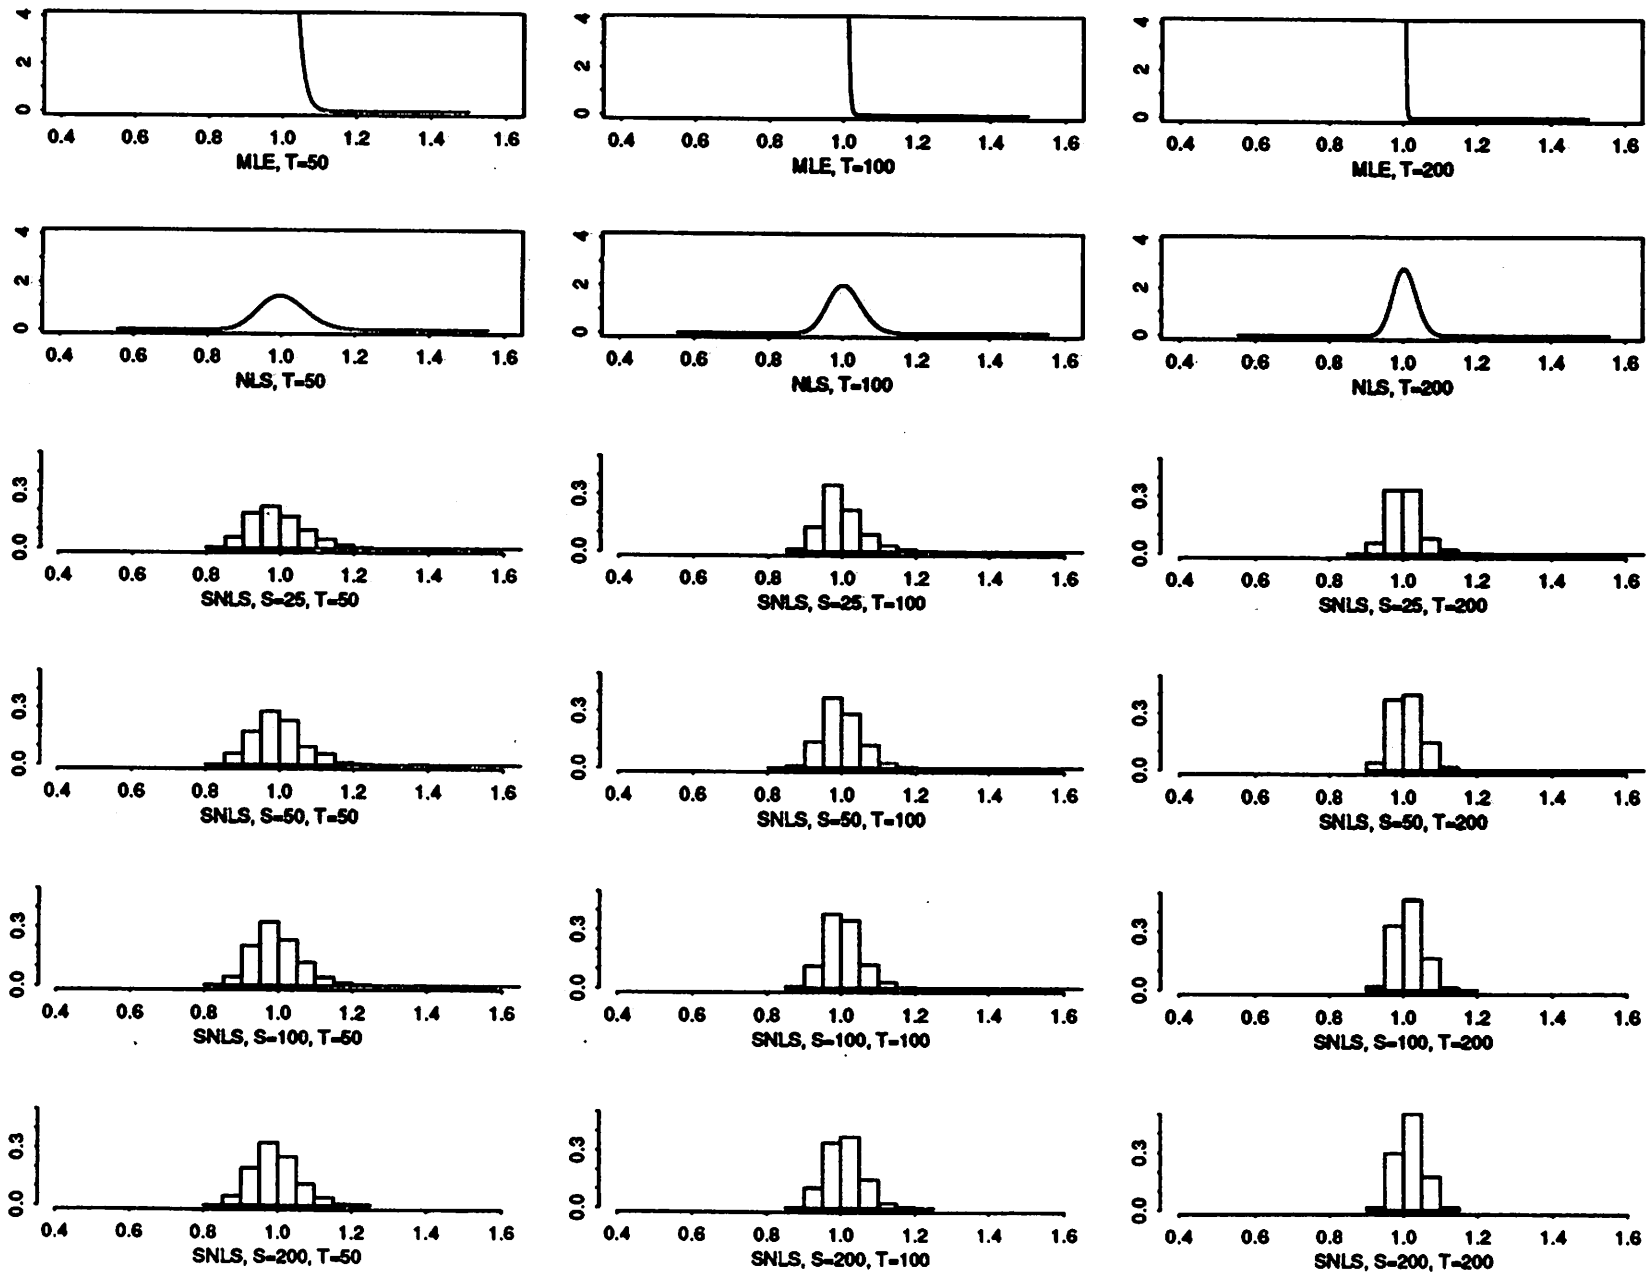 4 2 0 4 2 0 4 2 0
0.4 0.6 0.8 1.0 1.2 1.4 1.6 0.4 0.6 0.8 1.0 1.2 1.4 1.6 0.4 0.6 0.8 1.0 1.2 1.4 1.6
MLE, T=50 MLE, T=100 MLE, T=200
4 2 0 4 2 0 4 2 0
0.4 0.6 0.8 1.0 1.2 1.4 1.6 0.4 0.6 0.8 1.0 1.2 1.4 1.6 0.4 0.6 0.8 1.0 1.2 1.4 1.6
NLS, T=50 NLS, T=100 NLS, T=200
0.3 0.0 0.3 0.0 0.3 0.0
0.4 0.6 0.8 1.0 1.2 1.4 1.6 0.4 0.6 0.8 1.0 1.2 1.4 1.6 0.4 0.6 0.8 1.0 1.2 1.4 1.6
SNLS, S=25, T=50 SNLS, S=25, T=100 SNLS, S=25, T=200
0.3 0.0 0.3 0.0 0.3 0.0
0.4 0.6 0.8 1.0 1.2 1.4 1.6 0.4 0.6 0.8 1.0 1.2 1.4 1.6 0.4 0.6 0.8 1.0 1.2 1.4 1.6
SNLS, S=50, T=50 SNLS, S=50, T=100 SNLS, S=50, T=200
0.3 0.0 0.3 0.0 0.3 0.0
0.4 0.6 0.8 1.0 1.2 1.4 1.6 0.4 0.6 0.8 1.0 1.2 1.4 1.6 0.4 0.6 0.8 1.0 1.2 1.4 1.6
SNLS, S=100, T=50 SNLS, S=100, T=100 SNLS, S=100, T=200
0.3 0.0 0.3 0.0 0.3 0.0
0.4 0.6 0.8 1.0 1.2 1.4 1.6 0.4 0.6 0.8 1.0 1.2 1.4 1.6 0.4 0.6 0.8 1.0 1.2 1.4 1.6
SNLS, S=200, T=50 SNLS, S=200, T=100 SNLS, S=200, T=200